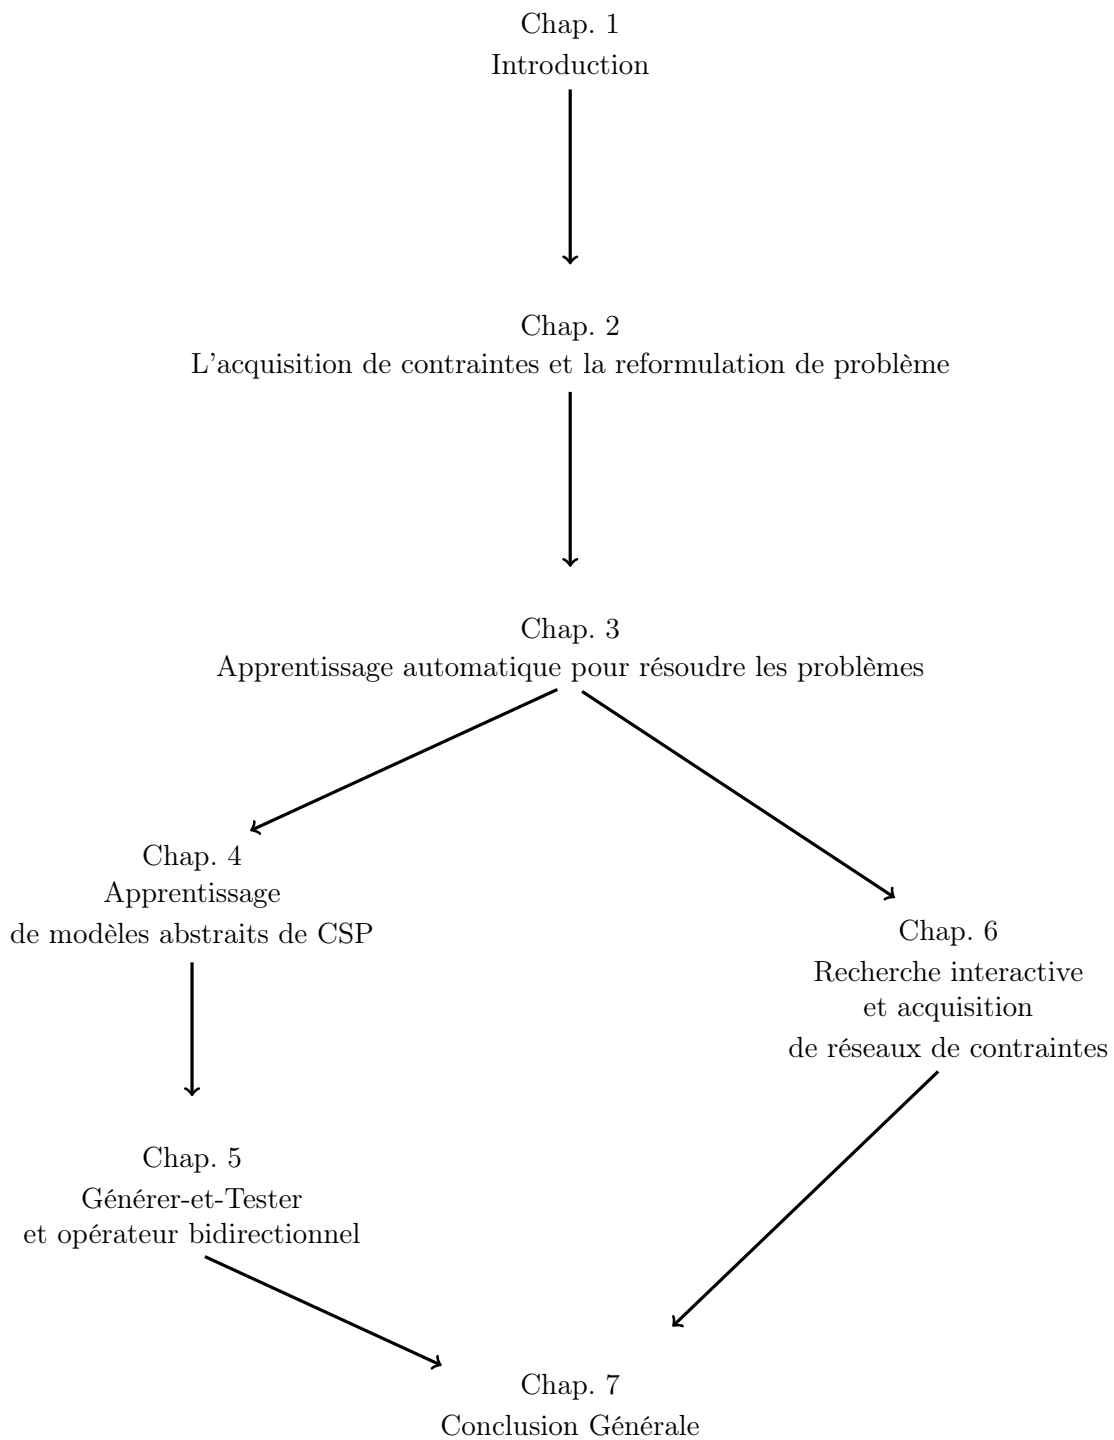 Chap. 1
Introduction
Chap. 2
L'acquisition de contraintes et la reformulation de problème
Chap. 3
Apprentissage automatique pour résoudre les problèmes
Chap. 4
Apprentissage
de modèles abstraits de CSP
Chap. 6
Recherche interactive
et acquisition
de réseaux de contraintes
Chap. 5
Générer-et-Tester
et opérateur bidirectionnel
Chap. 7
Conclusion Générale